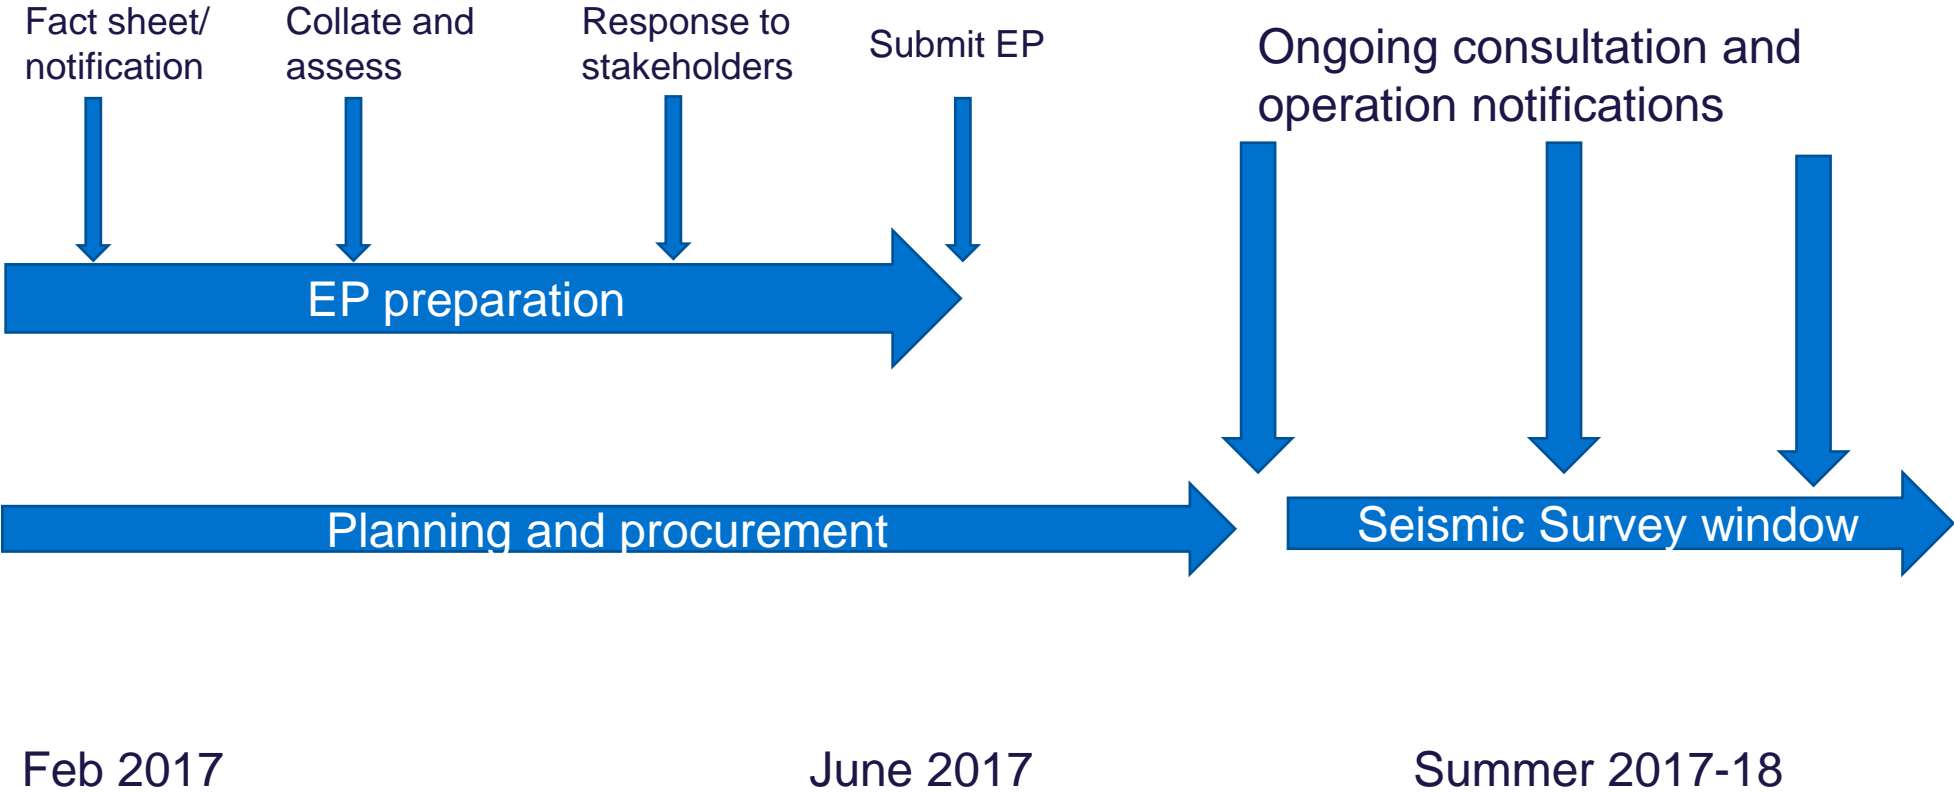 Fact sheet/
notification
Collate and
assess
Response to
stakeholders
Submit EP
Ongoing consultation and
operation notifications
EP preparation
Planning and procurement
Seismic Survey window
Feb 2017
June 2017
Summer 2017-18